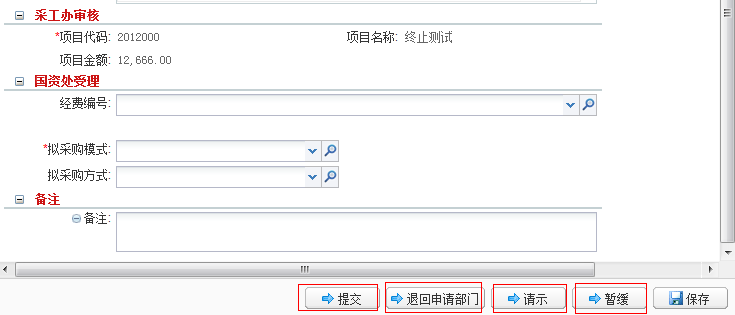 采工办审核
*项目代码: 2012000 项目名称: 终止测试
项目金额: 12,666.00
国资处受理
经费编号:
*拟采购模式:
拟采购方式:
备注
备注:
提交 退回申请部门 请示 暂缓 保存